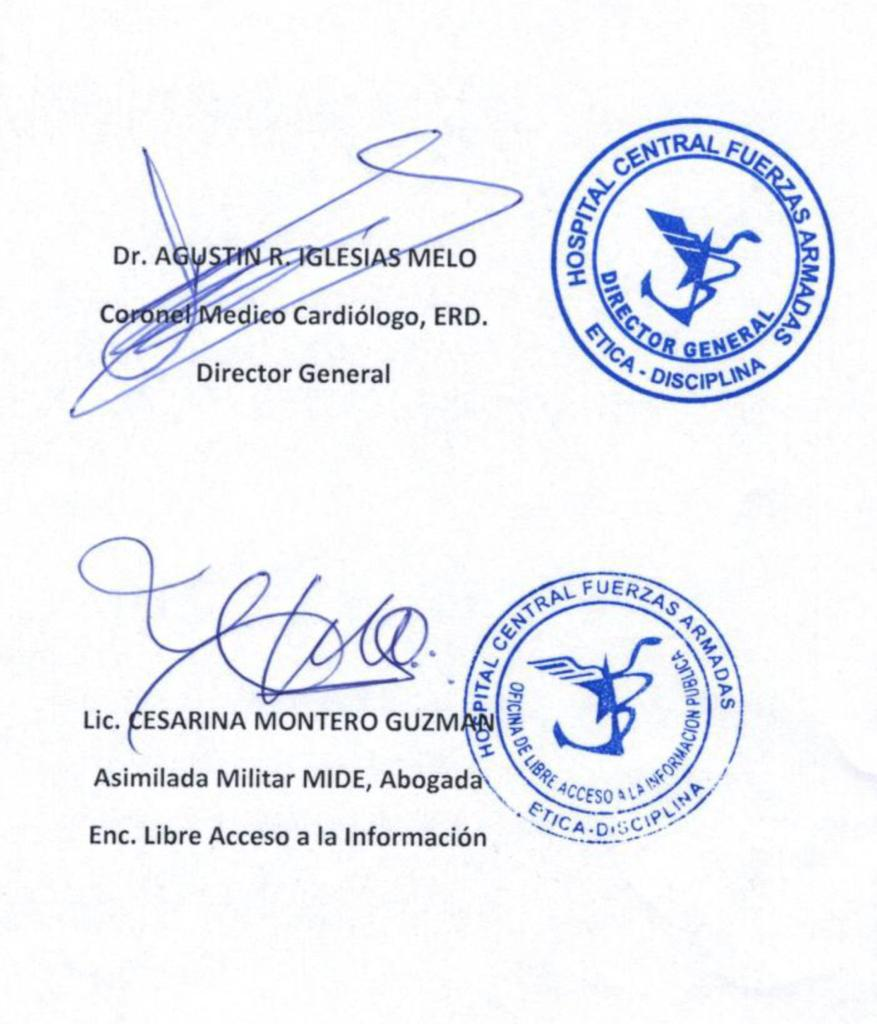 Dr. AGUSTIN R. IGLESIAS MELO
Coronel Medico Cardiólogo, ERD.
Director General
HOSPITAL CENTRAL FUERZAS ARMADAS
DIRECTOR GENERAL
ETICA - DISCIPLINA
Lic. CESARINA MONTERO GUZMAN
Asimilada Militar MIDE, Abogada
Enc. Libre Acceso a la Información
HOSPITAL CENTRAL FUERZAS ARMADAS
OFICINA DE LIBRE ACCESO A LA INFORMACION PUBLICA
ETICA-DISCIPLINA